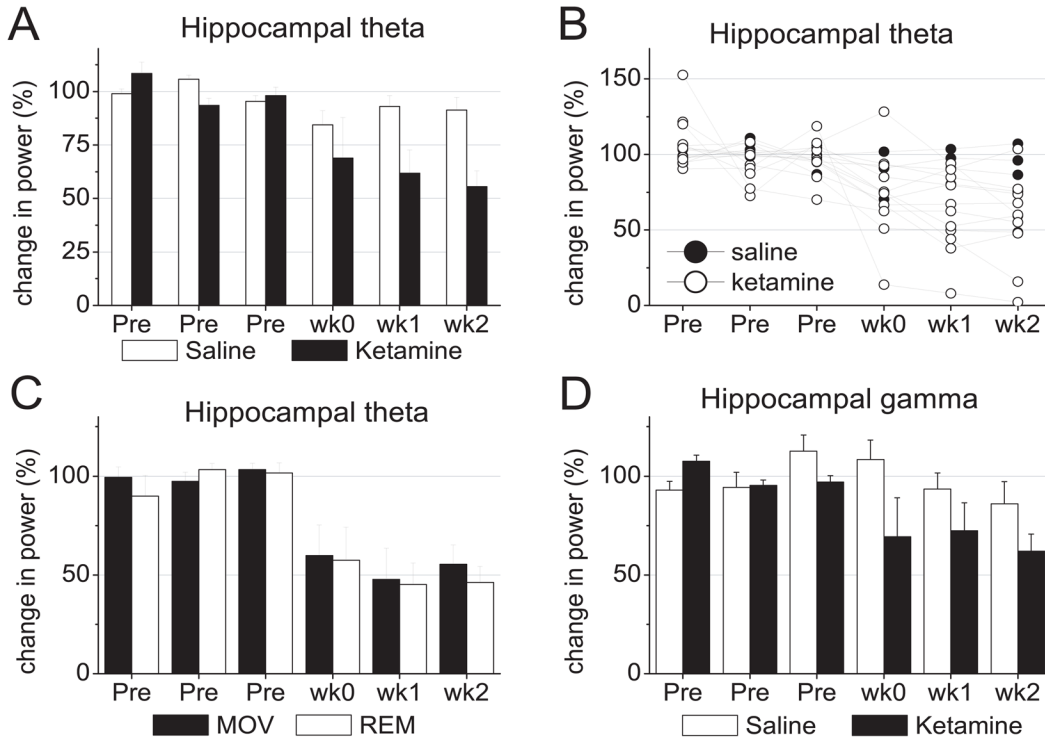 A
Hippocampal theta
change in power (%)
100
75
50
25
0
Pre Pre Pre wk0 wk1 wk2
Saline Ketamine
B
Hippocampal theta
change in power (%)
150
100
50
0
saline
ketamine
Pre Pre Pre wk0 wk1 wk2
C
Hippocampal theta
change in power (%)
100
50
0
Pre Pre Pre wk0 wk1 wk2
MOV REM
D
Hippocampal gamma
change in power (%)
100
50
0
Pre Pre Pre wk0 wk1 wk2
Saline Ketamine